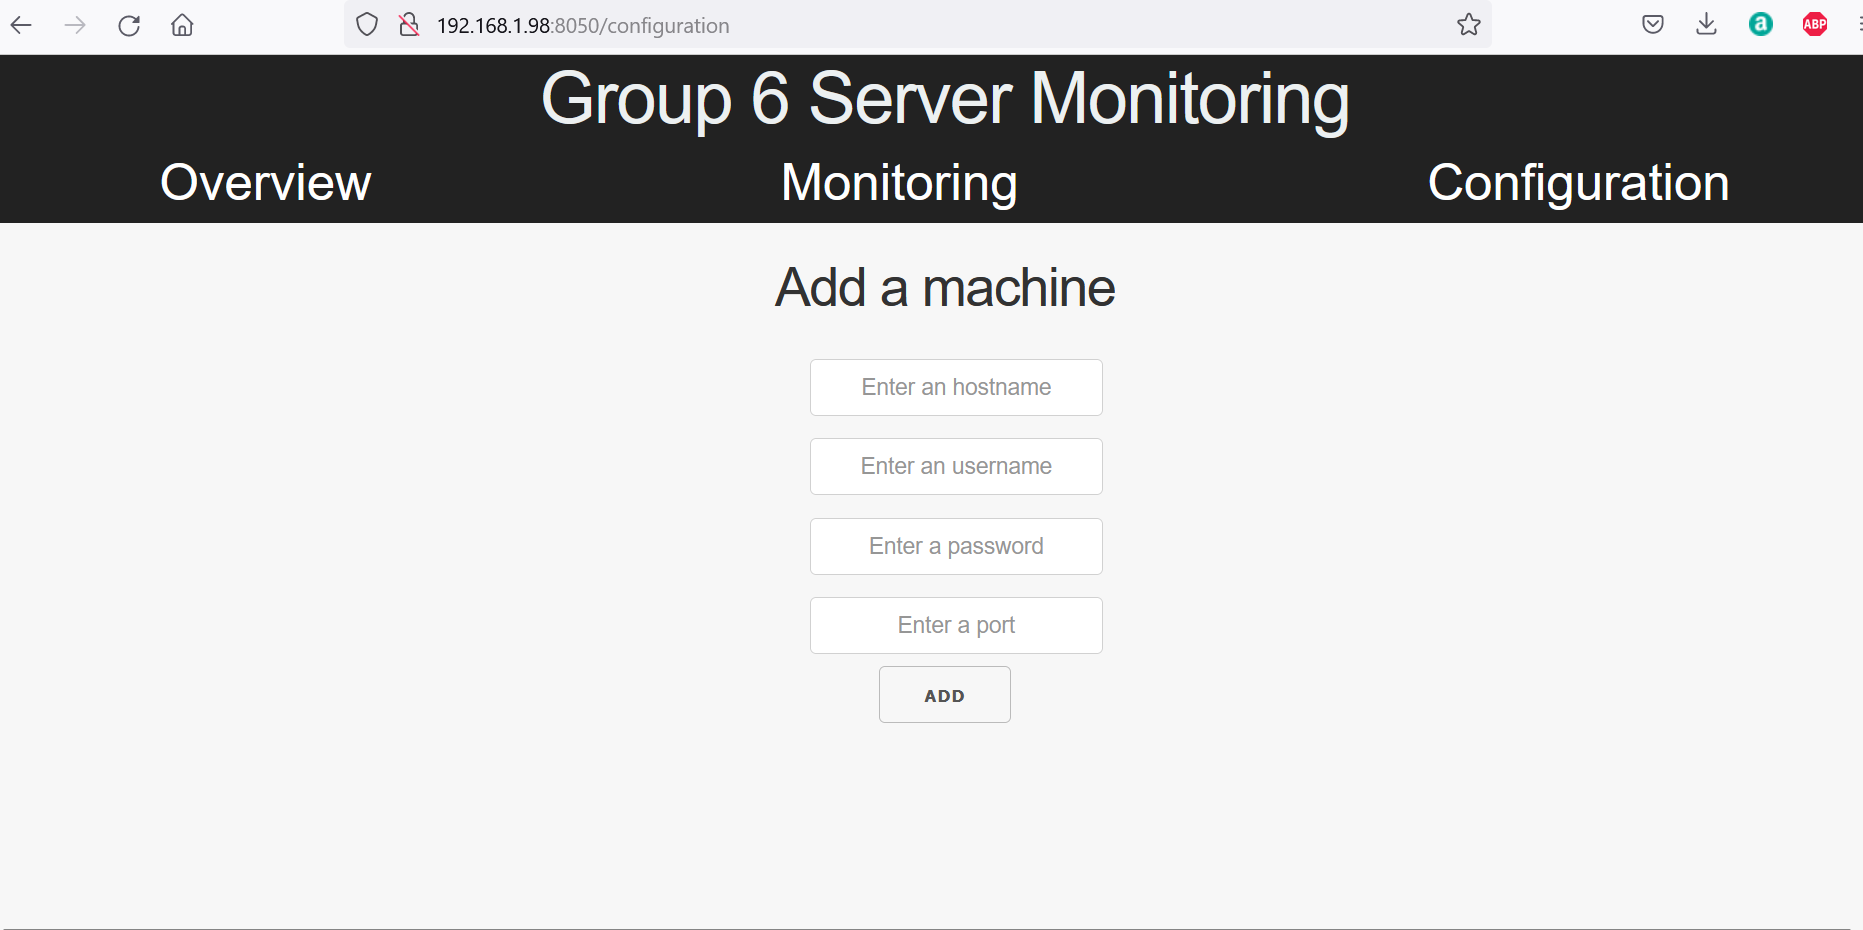 192.168.1.98:8050/configuration
a
ABP
Group 6 Server Monitoring
Overview Monitoring Configuration
Add a machine
Enter an hostname
Enter an username
Enter a password
Enter a port
ADD